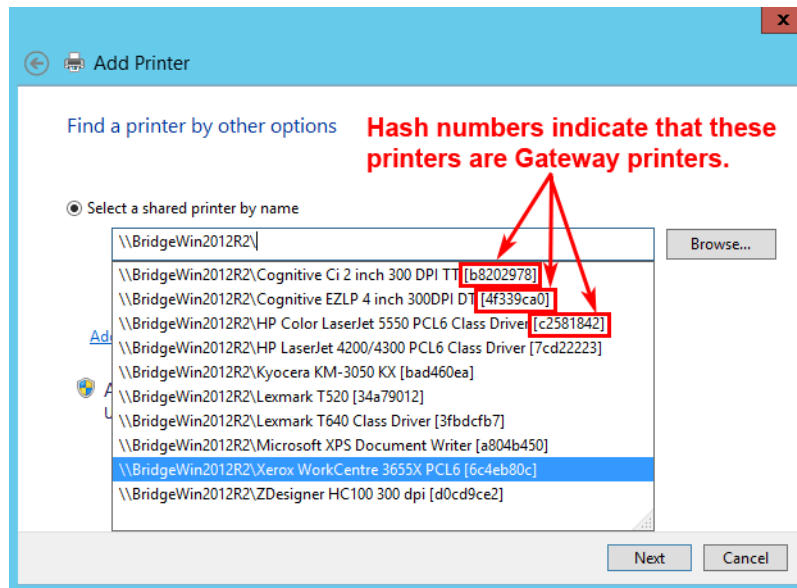 x
Add Printer
Find a printer by other options
Hash numbers indicate that these
printers are Gateway printers.
Select a shared printer by name
\\BridgeWin2012R2\
Browse...
\\BridgeWin2012R2\Cognitive Ci 2 inch 300 DPI TT [b8202978]
\\BridgeWin2012R2\Cognitive EZLP 4 inch 300DPI DT [4f339ca0]
\\BridgeWin2012R2\HP Color LaserJet 5550 PCL6 Class Driver [c2581842]
Ad
\\BridgeWin2012R2\HP LaserJet 4200/4300 PCL6 Class Driver [7cd22223]
\\BridgeWin2012R2\Kyocera KM-3050 KX [bad460ea]
A
\\BridgeWin2012R2\Lexmark T520 [34a79012]
\\BridgeWin2012R2\Lexmark T640 Class Driver [3fbdcfb7]
\\BridgeWin2012R2\Microsoft XPS Document Writer [a804b450]
\\BridgeWin2012R2\Xerox WorkCentre 3655X PCL6 [6c4eb80c]
\\BridgeWin2012R2\ZDesigner HC100 300 dpi [d0cd9ce2]
Next
Cancel